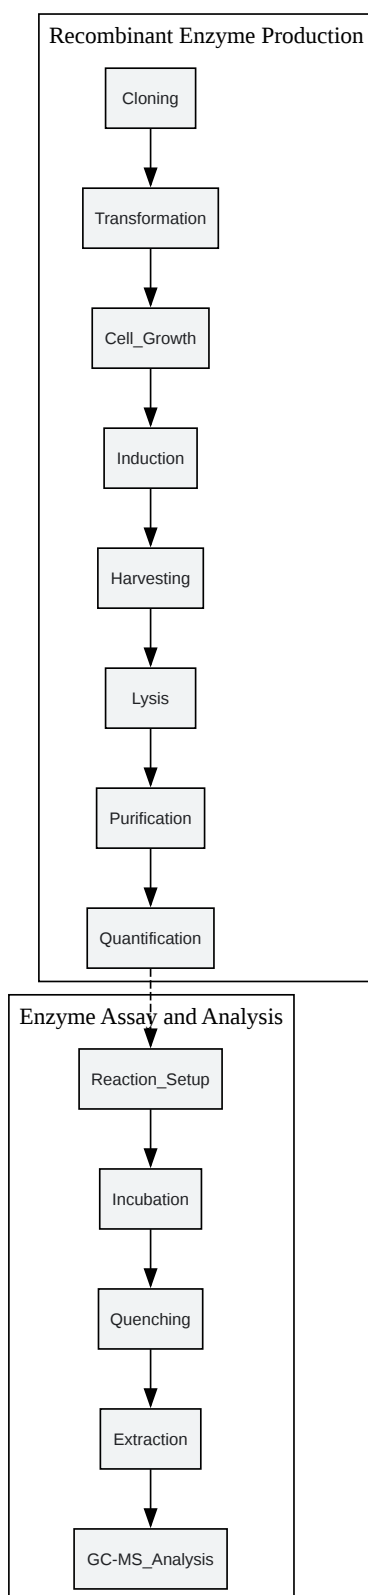 Recombinant Enzyme Production
Cloning
Transformation
Cell_Growth
Induction
Harvesting
Lysis
Purification
Quantification
Enzyme Assay and Analysis
Reaction_Setup
Incubation
Quenching
Extraction
GC-MS_Analysis